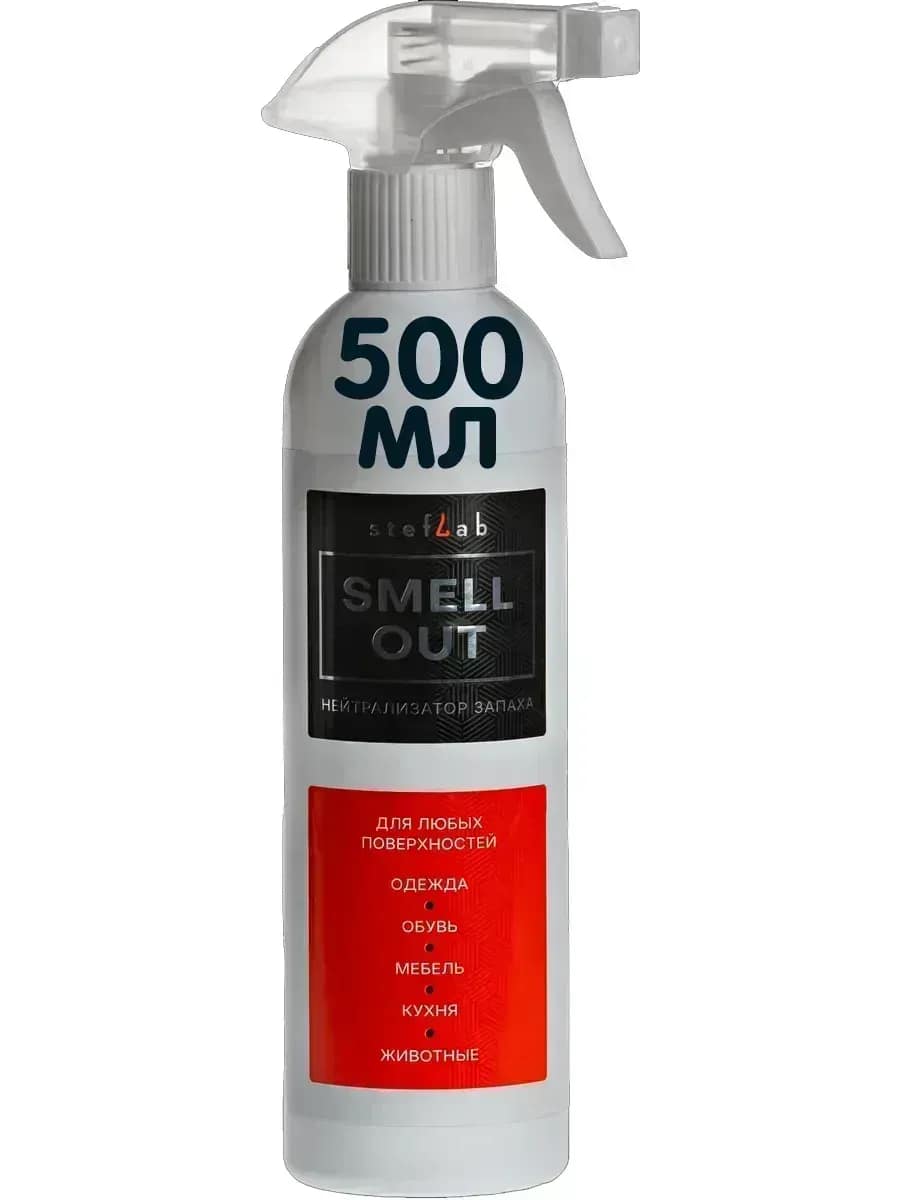 500
МЛ
stefLab
SMELL
OUT
НЕЙТРАЛИЗАТОР ЗАПАХА
ДЛЯ ЛЮБЫХ
ПОВЕРХНОСТЕЙ
ОДЕЖДА
ОБУВЬ
МЕБЕЛЬ
КУХНЯ
ЖИВОТНЫЕ